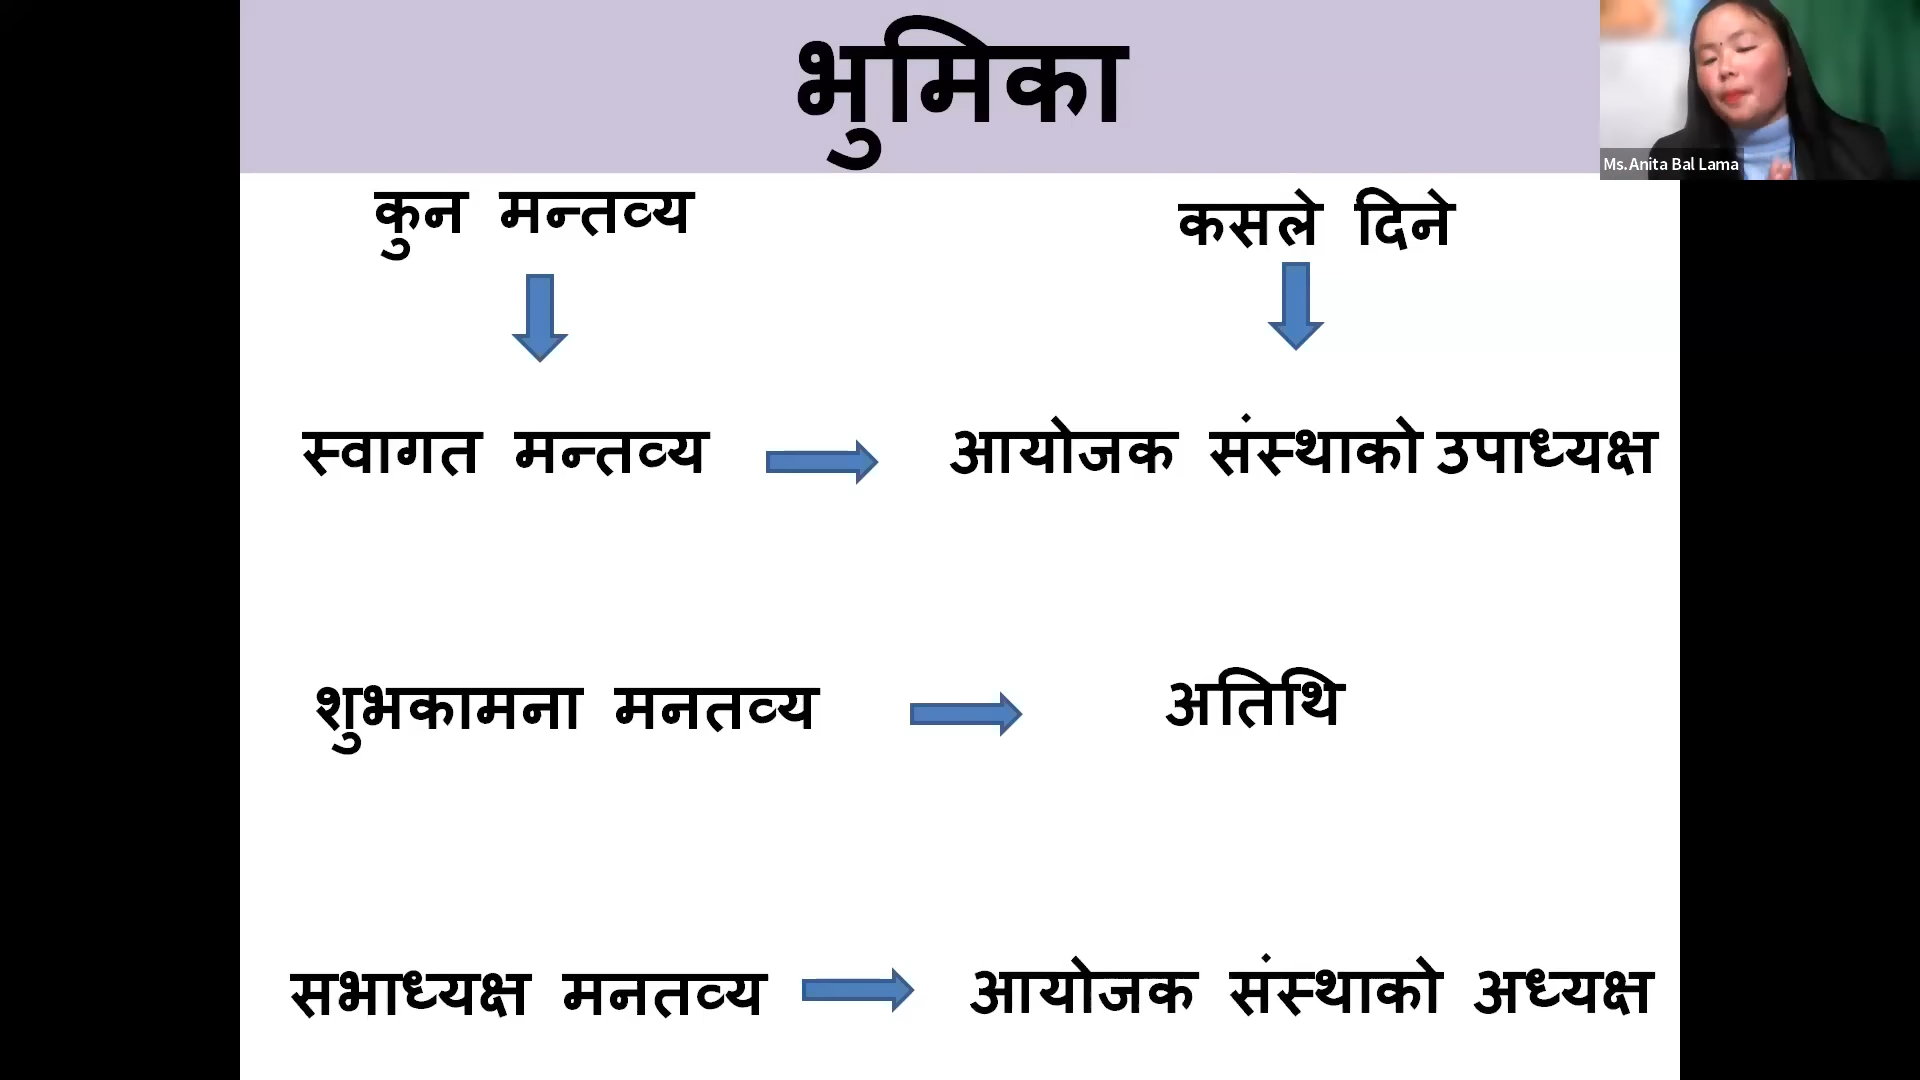 भुमिका
Ms.Anita Bal Lama
कुन मन्तव्य कसले दिने
स्वागत मन्तव्य आयोजक संस्थाको उपाध्यक्ष
शुभकामना मनतव्य अतिथि
सभाध्यक्ष मनतव्य आयोजक संस्थाको अध्यक्ष